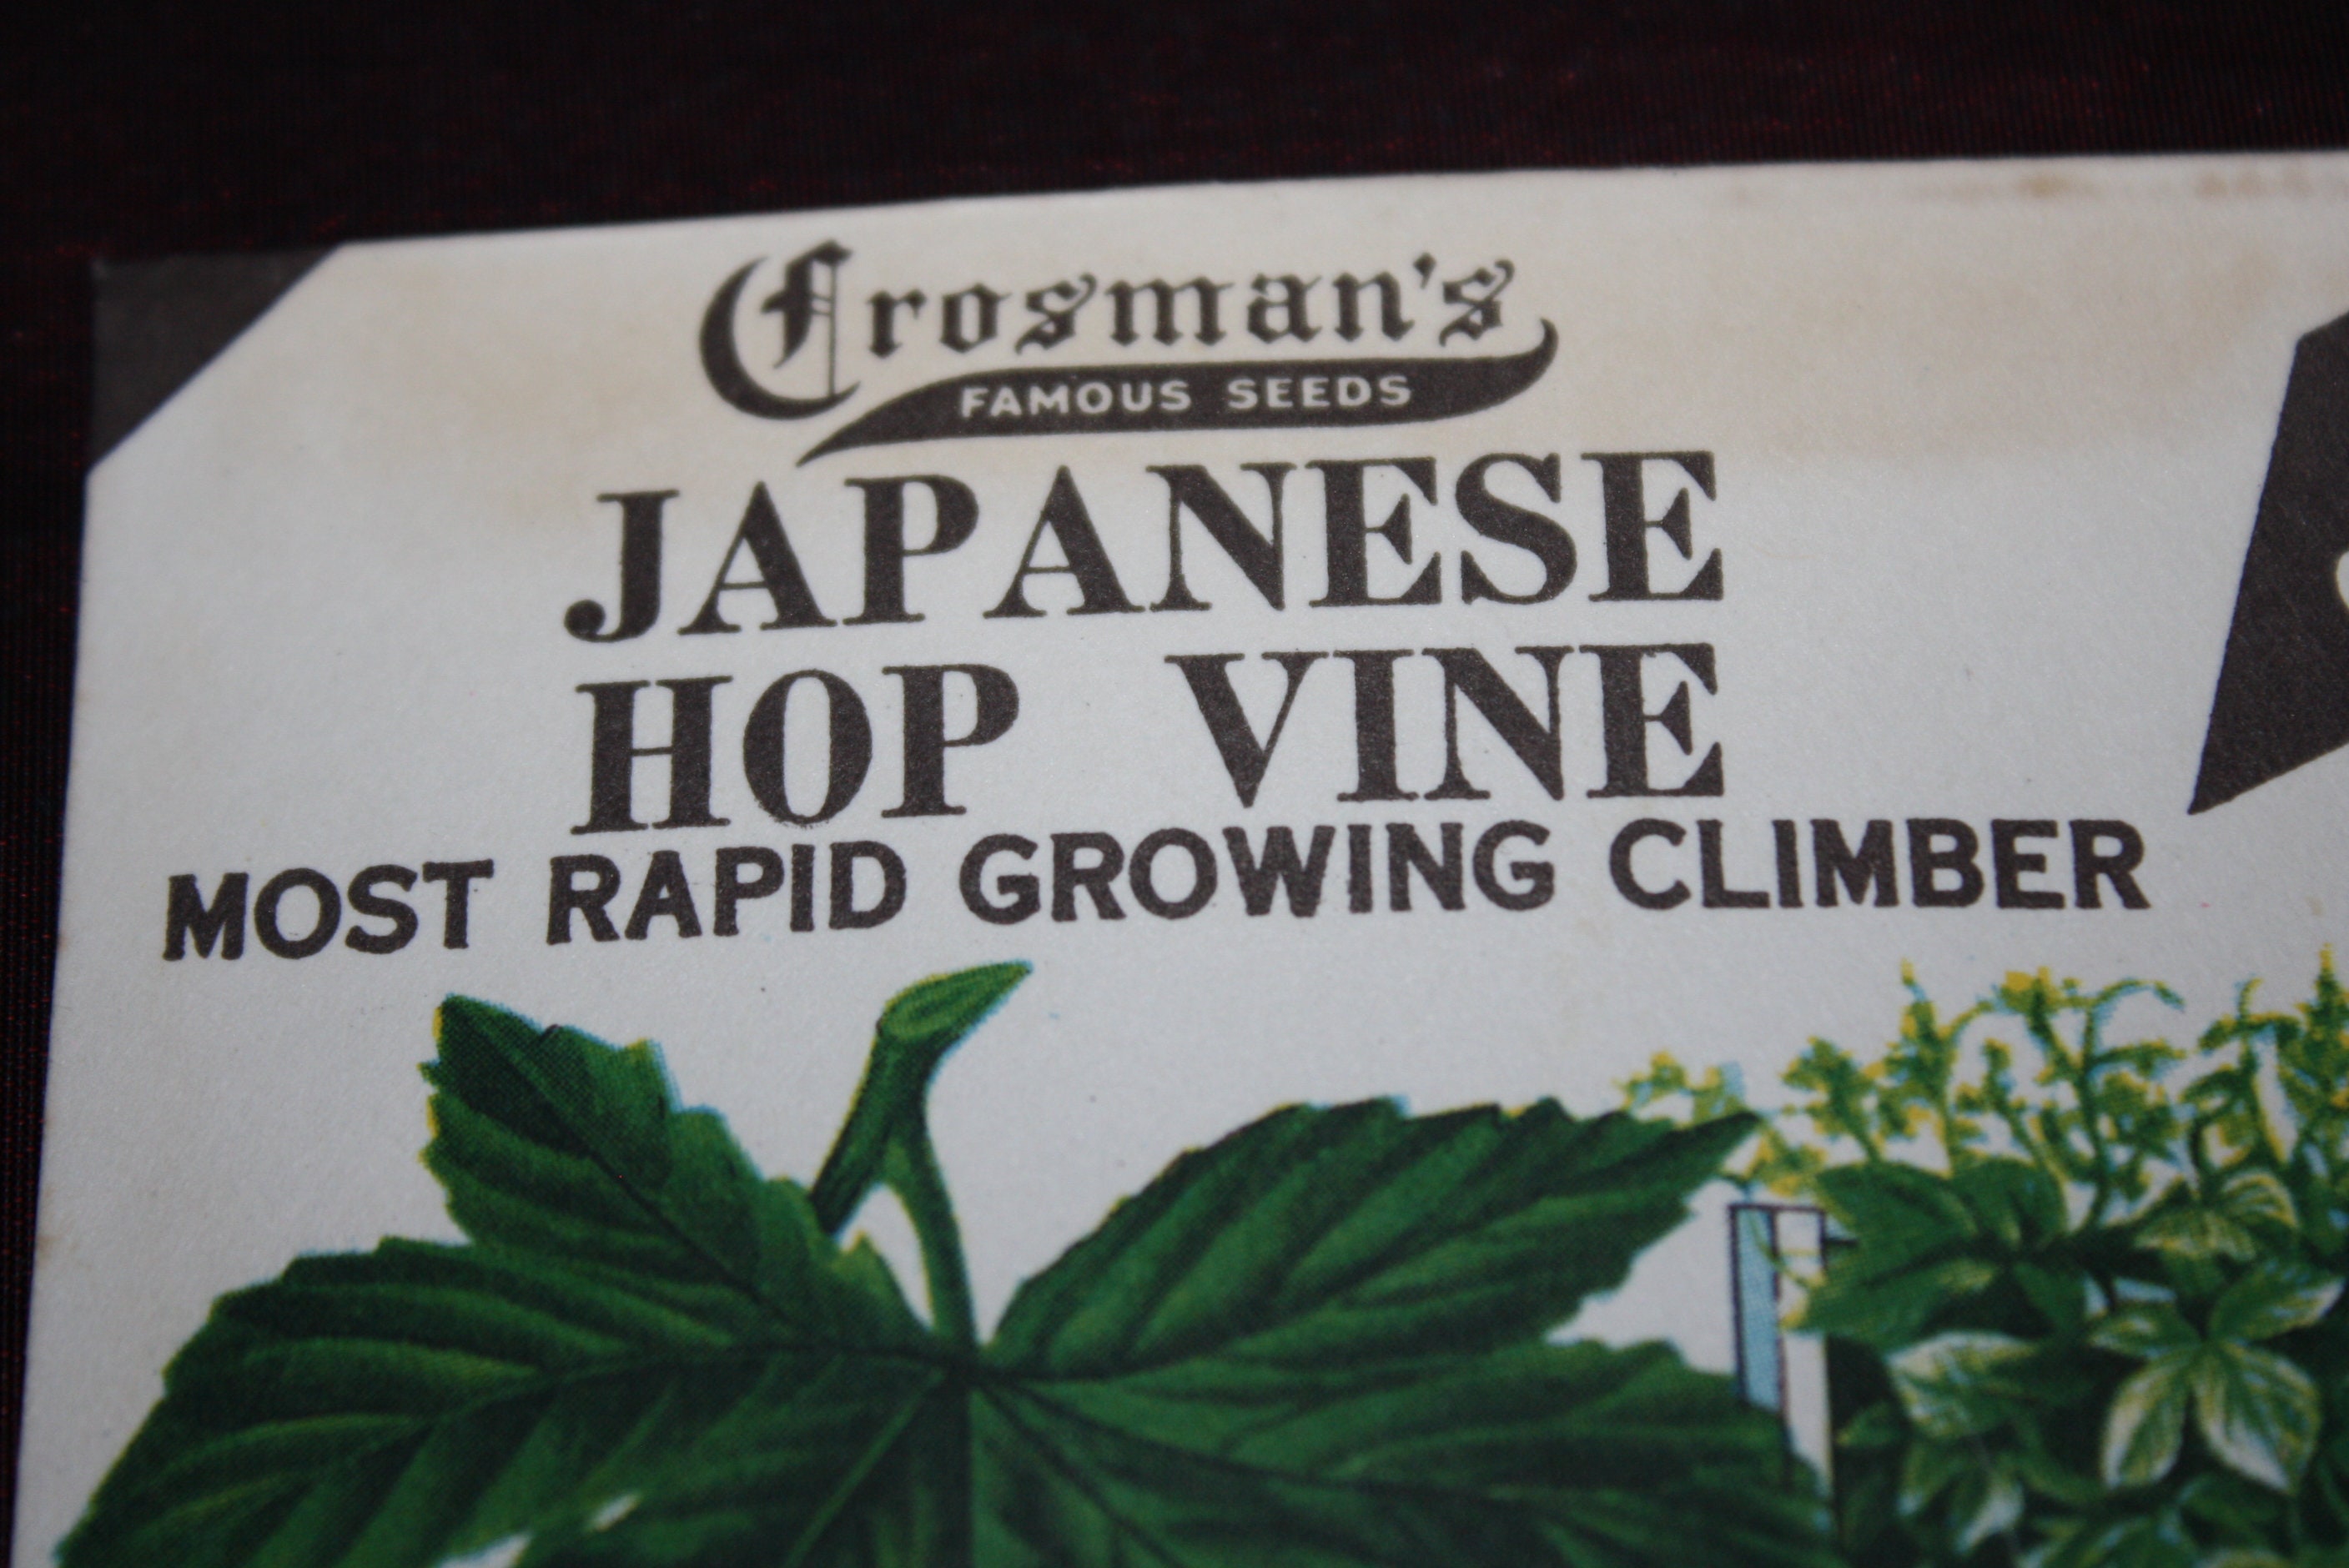 Crosman's
FAMOUS SEEDS
JAPANESE
HOP VINE
MOST RAPID GROWING CLIMBER